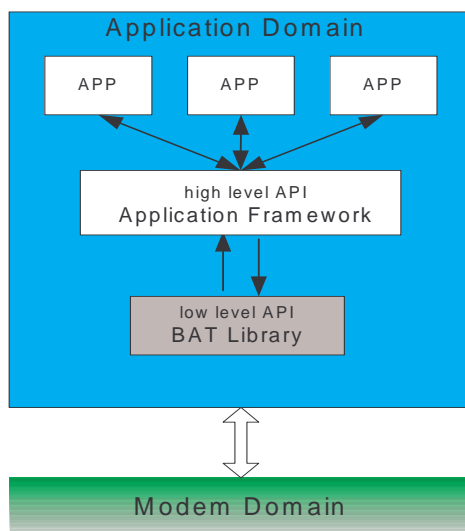 Application Domain
APP
APP
APP
high level API
Application Framework
low level API
BAT Library
Modem Domain